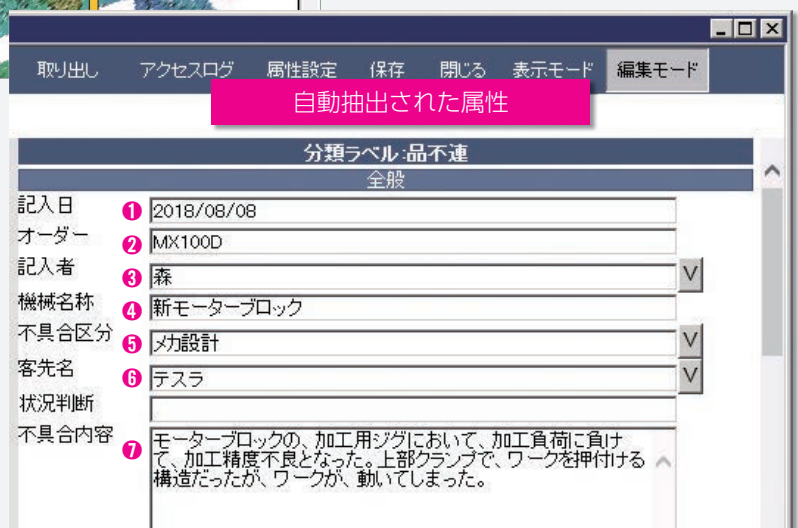 取り出し アクセスログ 属性設定 保存 閉じる 表示モード 編集モード
自動抽出された属性
分類ラベル:品不連
全般
記入日 ❶ 2018/08/08
オーダー ❷ MX100D
記入者 ❸ 森 V
機械名称 ❹ 新モーターブロック
不具合区分 ❺ メカ設計 V
客先名 ❻ テスラ V
状況判断
不具合内容 ❼ モーターブロックの、加工用ジグにおいて、加工負荷に負け
て、加工精度不良となった。上部クランプで、ワークを押付ける
構造だったが、ワークが、動いてしまった。